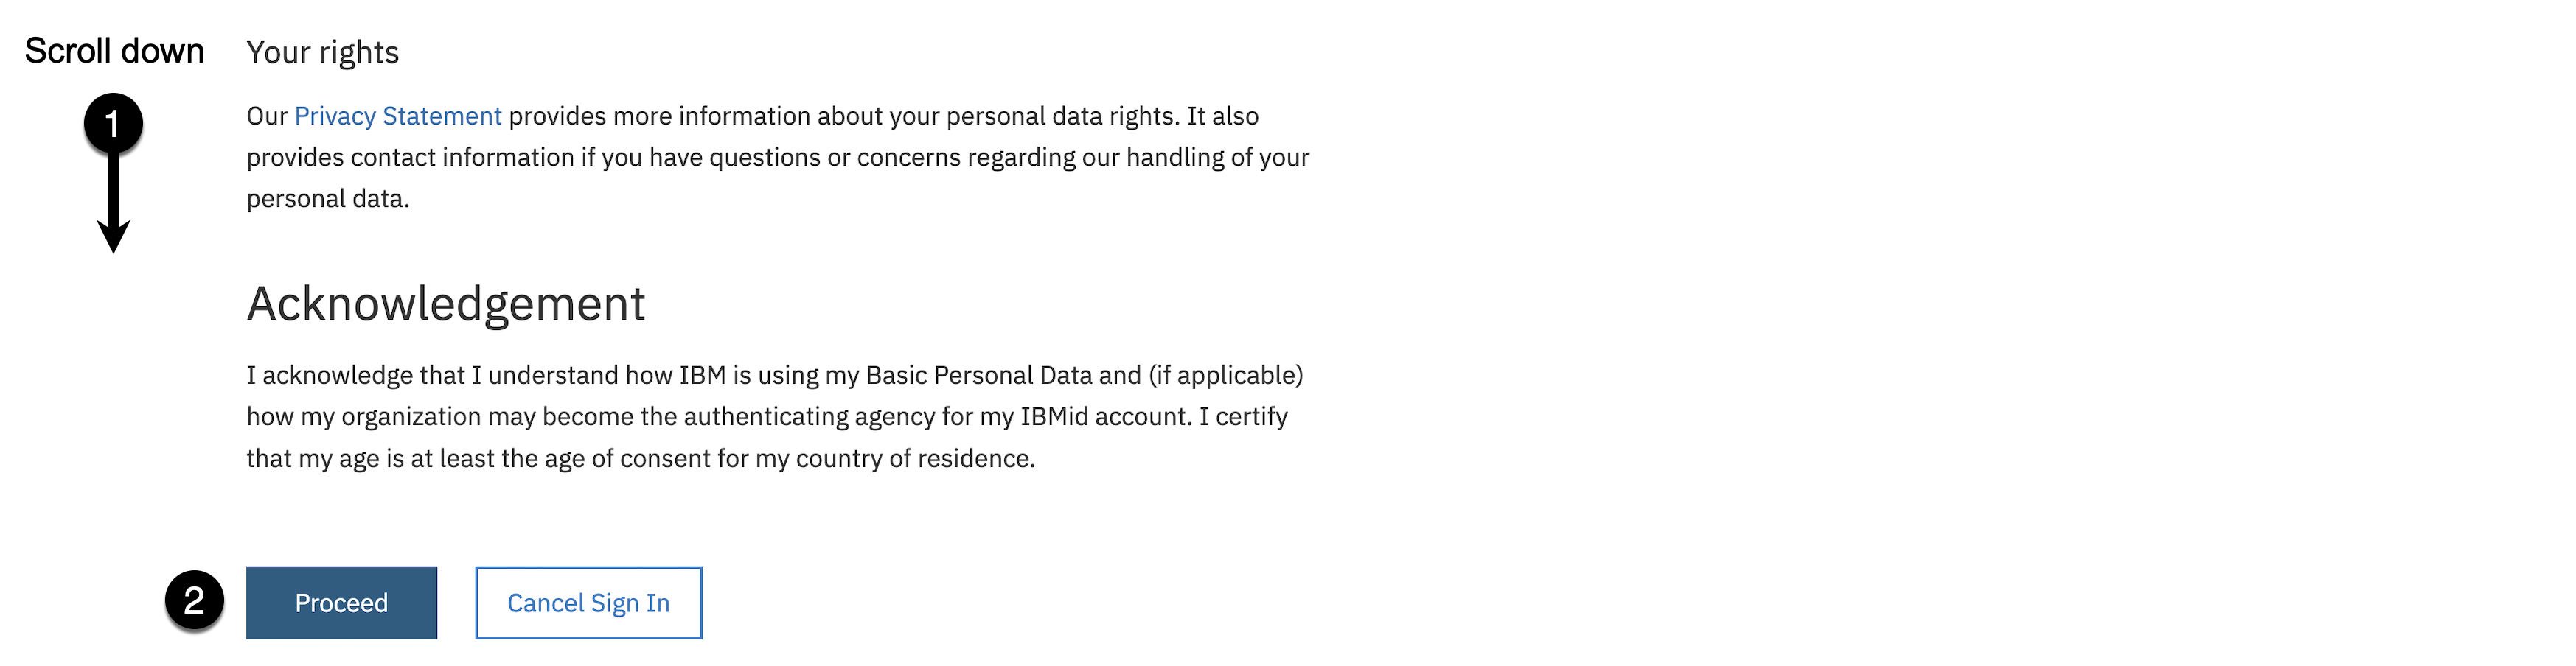 Scroll down
Your rights
1
Our Privacy Statement provides more information about your personal data rights. It also
provides contact information if you have questions or concerns regarding our handling of your
personal data.
Acknowledgement
I acknowledge that I understand how IBM is using my Basic Personal Data and (if applicable)
how my organization may become the authenticating agency for my IBMid account. I certify
that my age is at least the age of consent for my country of residence.
2
Proceed
Cancel Sign In